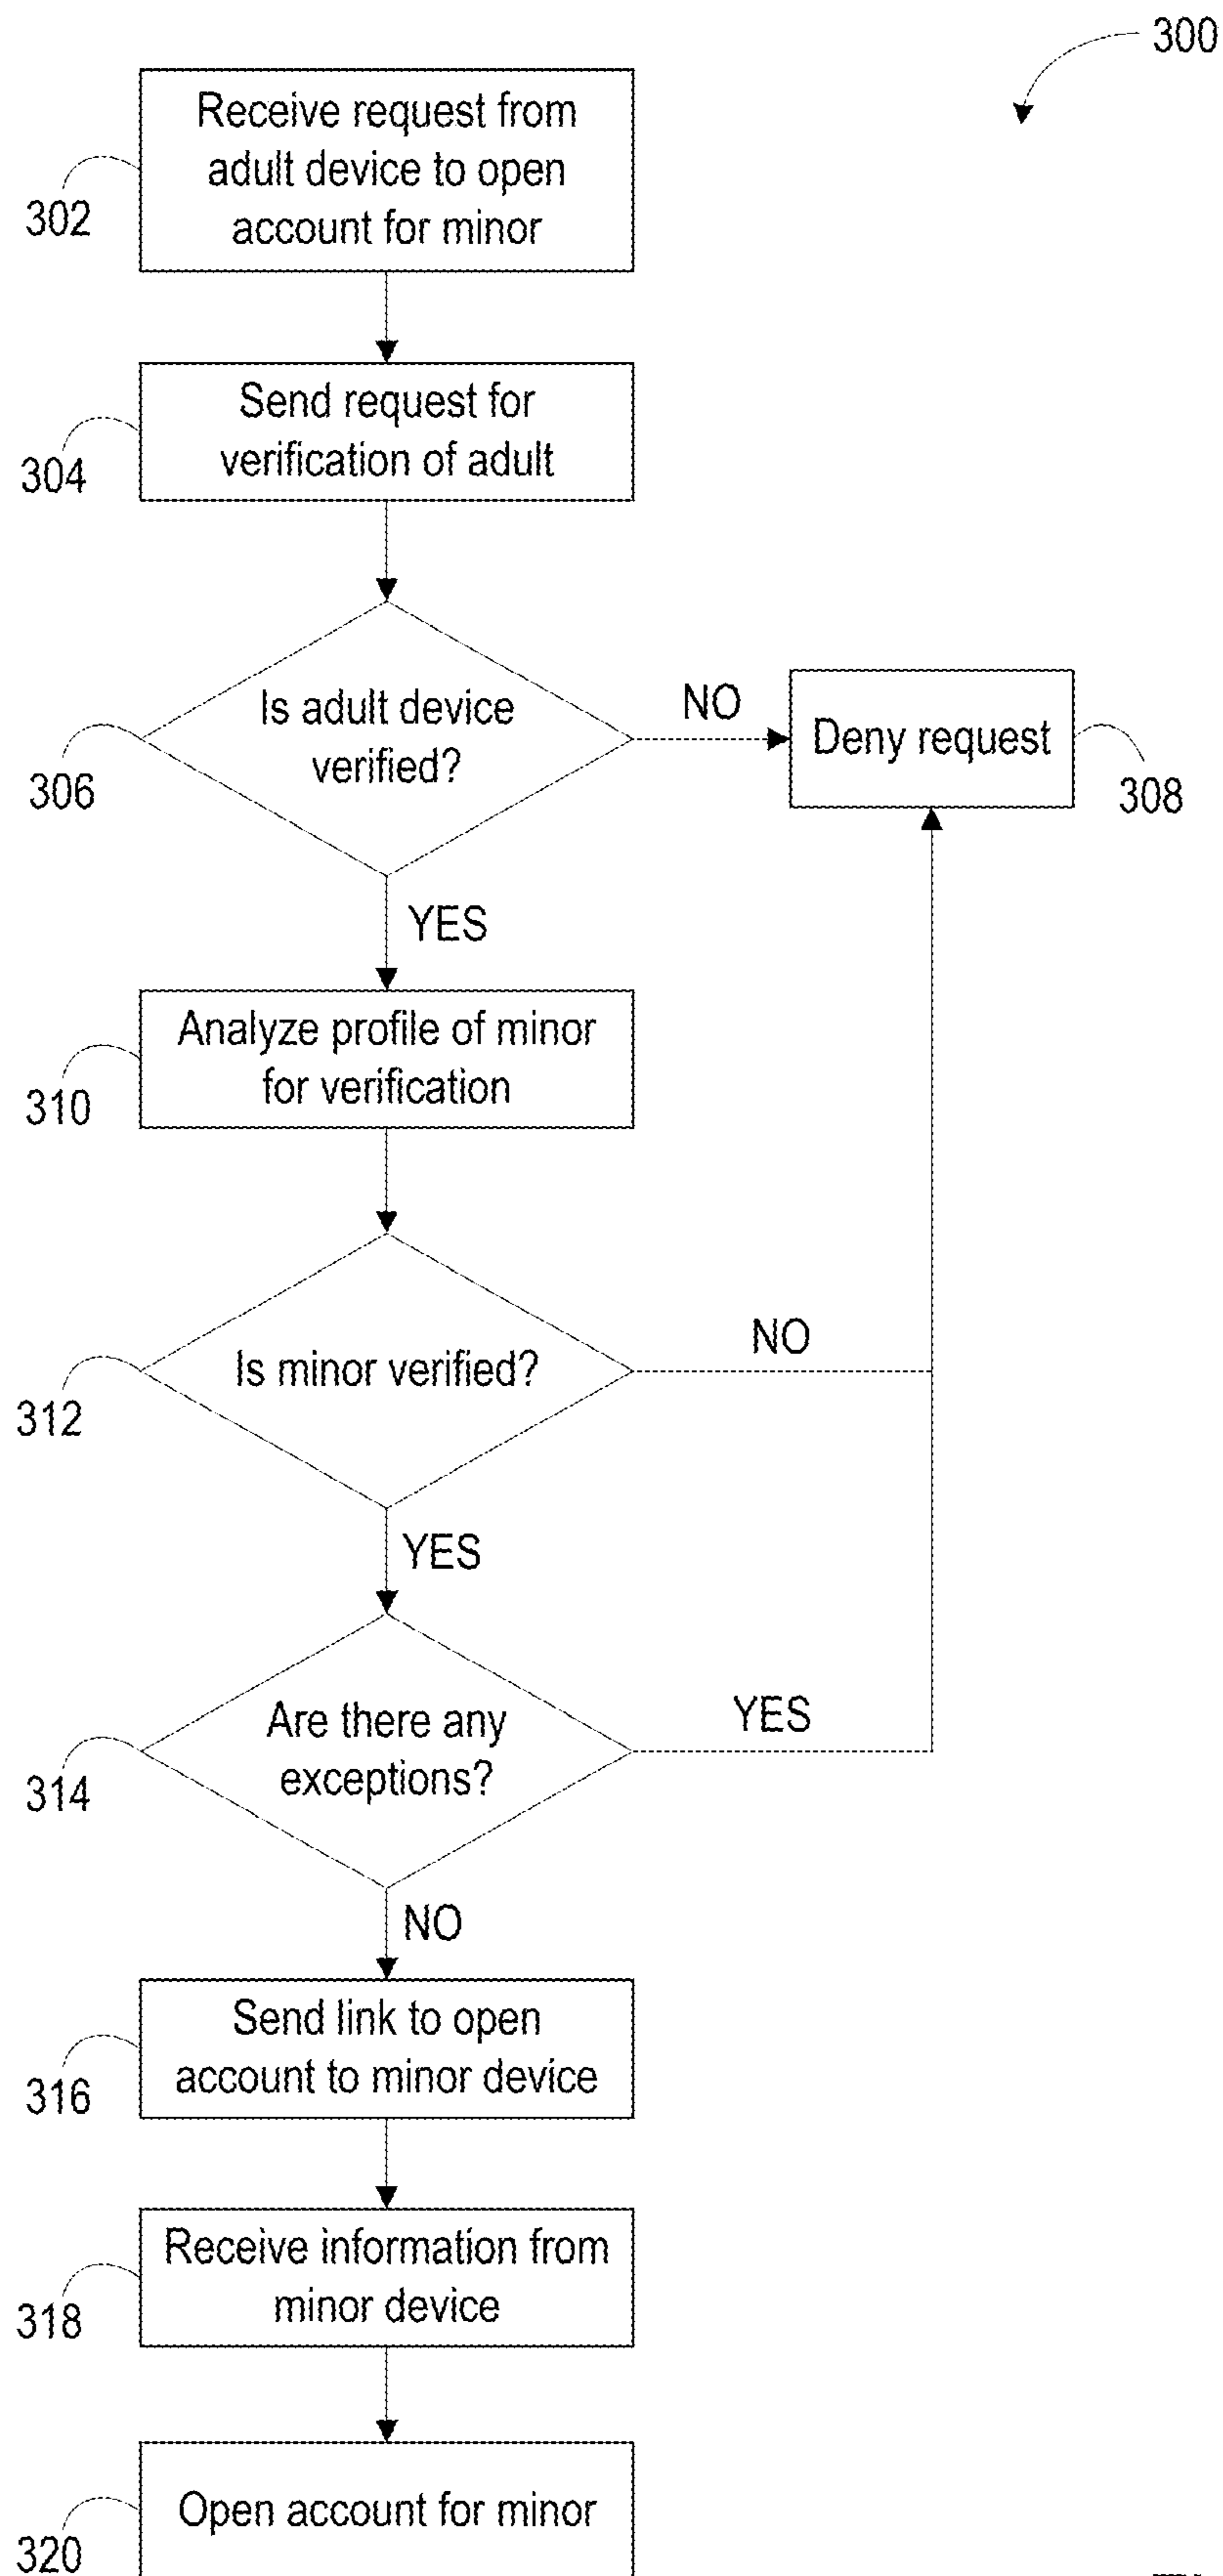 300
Receive request from
adult device to open
account for minor
302
Send request for
verification of adult
304
Is adult device
verified?
306
NO
Deny request
308
YES
Analyze profile of minor
for verification
310
Is minor verified?
312
NO
YES
Are there any
exceptions?
314
YES
NO
Send link to open
account to minor device
316
Receive information from
minor device
318
Open account for minor
320